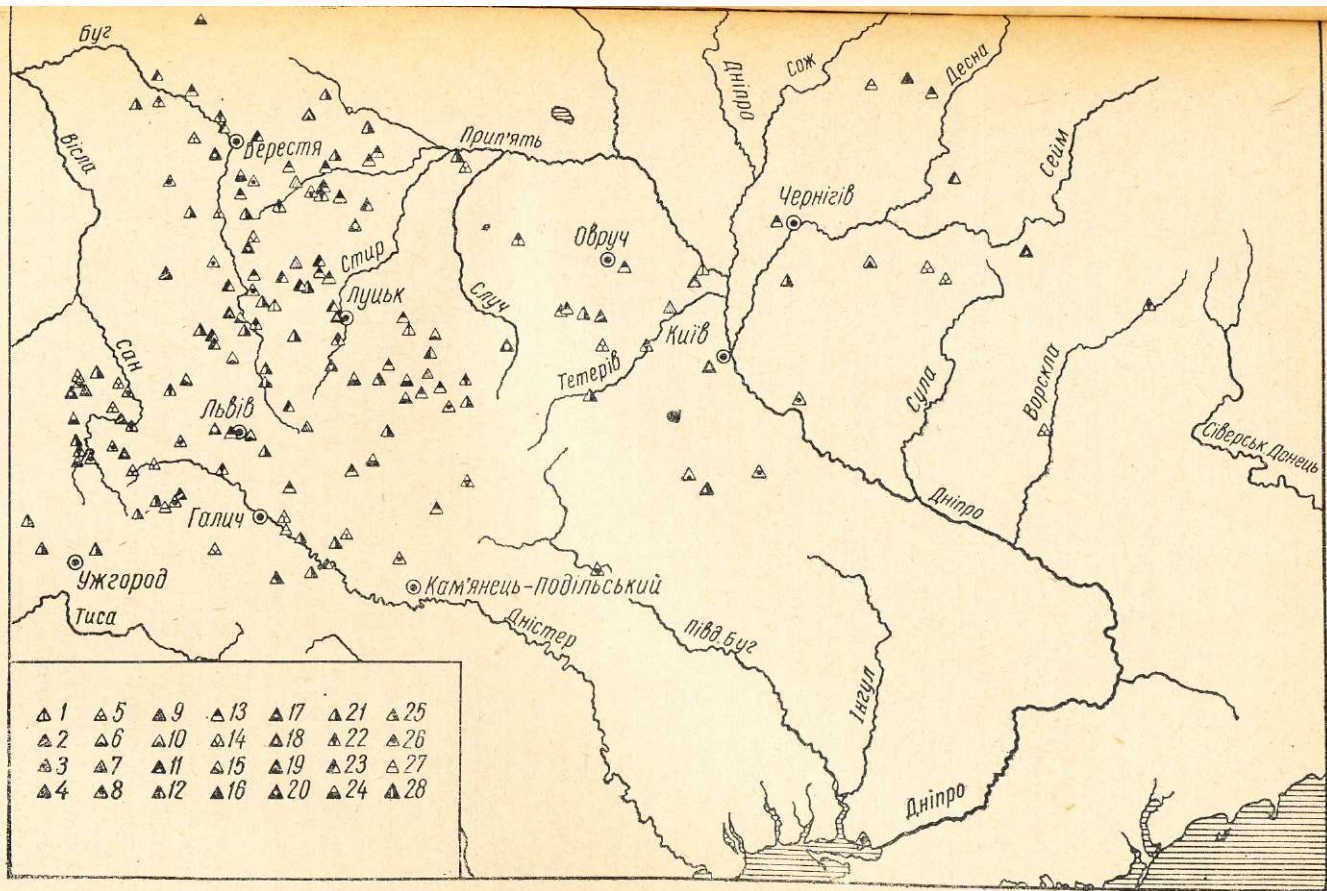 Буг
Вісла
Берестя
Прип'ять
Дніпро
Сож
Десна
Сейм
Чернігів
Стир
Овруч
Случ
Луцьк
Київ
Тетерів
Сан
Львів
Сула
Ворскла
Сіверськ. Донець
Галич
Дніпро
Ужгород
Кам'янець-Подільський
Тиса
Дністер
Півд. Буг
Інгул
Дніпро
1 5 9 13 17 21 25
2 6 10 14 18 22 26
3 7 11 15 19 23 27
4 8 12 16 20 24 28